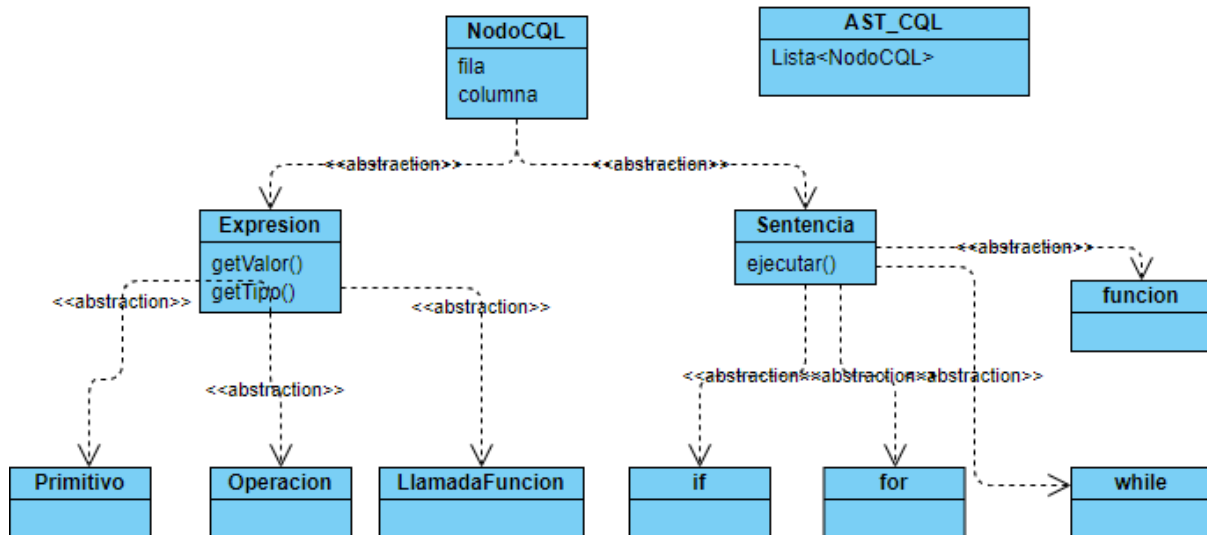 NodoCQL
fila
columna
AST_CQL
Lista<NodoCQL>
<<abstraction>>
<<abstraction>>
Expresion
getValor()
getTipo()
Sentencia
ejecutar()
<<abstraction>>
funcion
<<abstraction>>
<<abstraction>>
<<abstraction>>
<<abstraction>>
<<abstraction>>
<<abstraction>>
Primitivo
Operacion
LlamadaFuncion
if
for
while